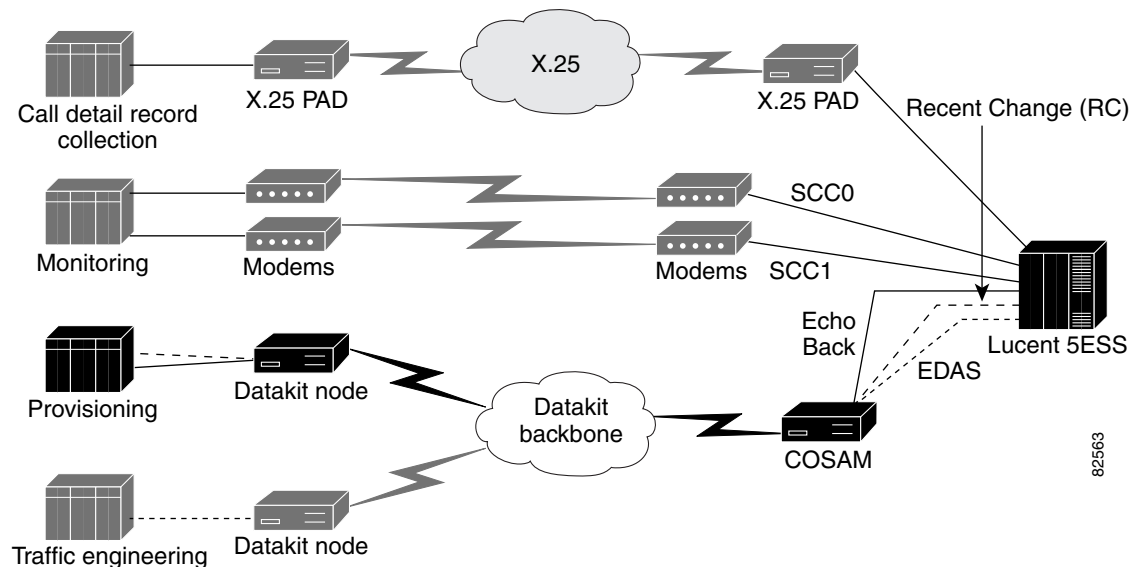 Call detail record
collection
X.25 PAD
X.25
X.25 PAD
Recent Change (RC)
Monitoring
Modems
Modems
SCC0
SCC1
Lucent 5ESS
Echo
Back
EDAS
Provisioning
Datakit node
Datakit
backbone
COSAM
Traffic engineering
Datakit node
82563